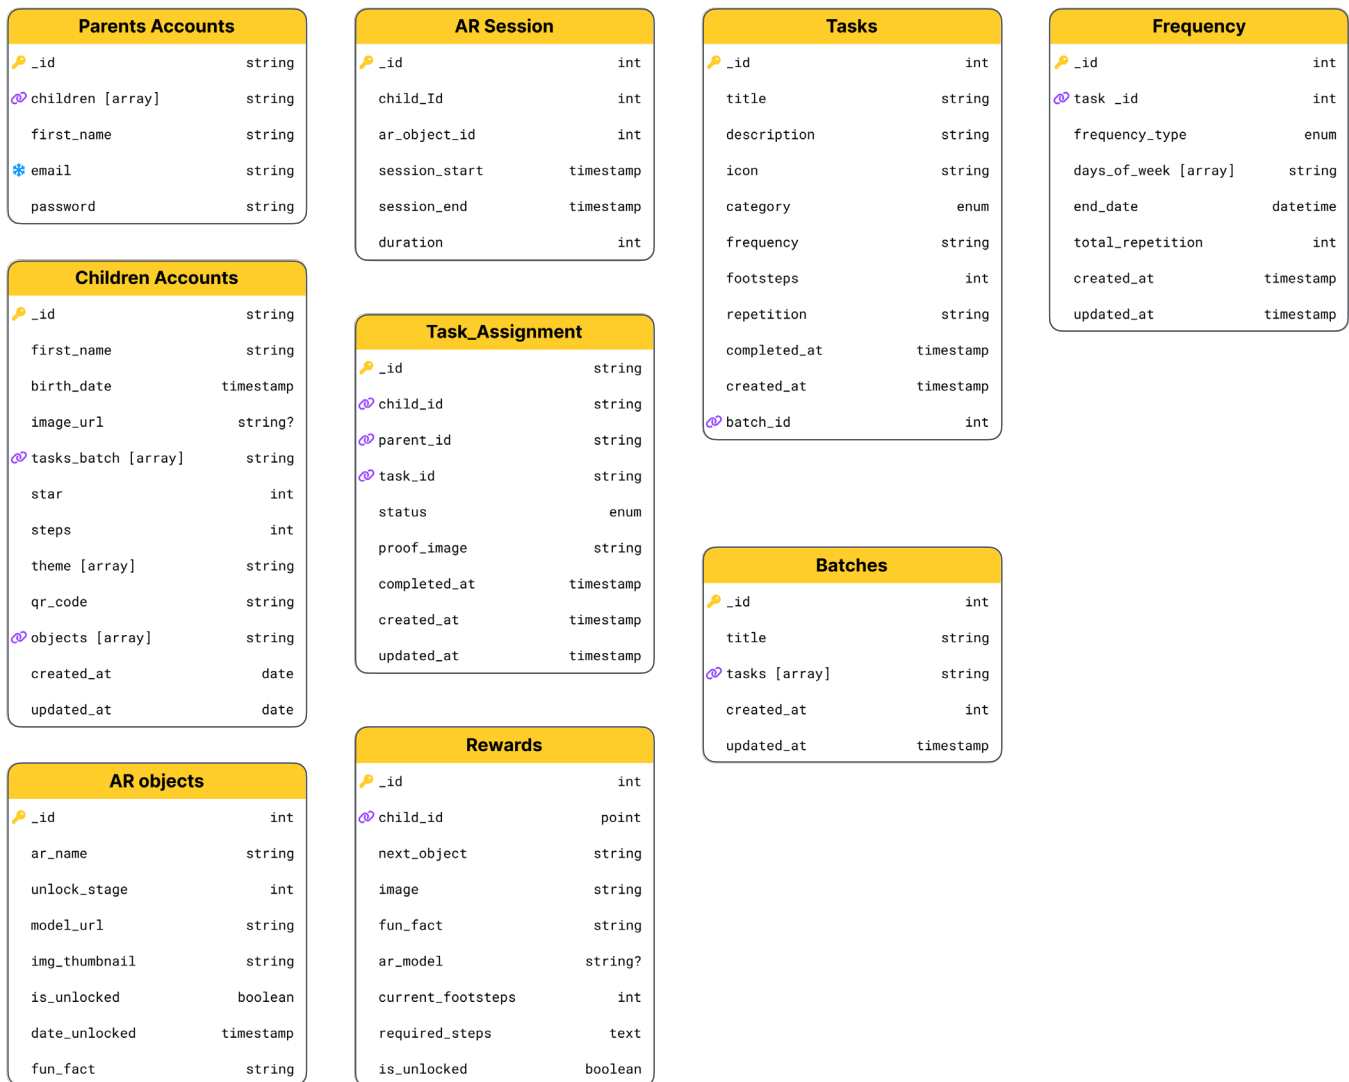 Parents Accounts
_id string
children [array] string
first_name string
email string
password string
Children Accounts
_id string
first_name string
birth_date timestamp
image_url string?
tasks_batch [array] string
star int
steps int
theme [array] string
qr_code string
objects [array] string
created_at date
updated_at date
AR objects
_id int
ar_name string
unlock_stage int
model_url string
img_thumbnail string
is_unlocked boolean
date_unlocked timestamp
fun_fact string
AR Session
_id int
child_Id int
ar_object_id int
session_start timestamp
session_end timestamp
duration int
Task_Assignment
_id string
child_id string
parent_id string
task_id string
status enum
proof_image string
completed_at timestamp
created_at timestamp
updated_at timestamp
Rewards
_id int
child_id point
next_object string
image string
fun_fact string
ar_model string?
current_footsteps int
required_steps text
is_unlocked boolean
Tasks
_id int
title string
description string
icon string
category enum
frequency string
footsteps int
repetition string
completed_at timestamp
created_at timestamp
batch_id int
Batches
_id int
title string
tasks [array] string
created_at int
updated_at timestamp
Frequency
_id int
task _id int
frequency_type enum
days_of_week [array] string
end_date datetime
total_repetition int
created_at timestamp
updated_at timestamp